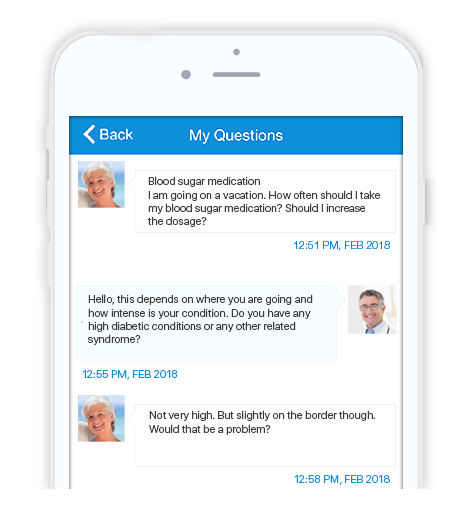 Back
My Questions
Blood sugar medication
I am going on a vacation. How often should I take
my blood sugar medication? Should I increase
the dosage?
12:51 PM, FEB 2018
Hello, this depends on where you are going and
how intense is your condition. Do you have any
high diabetic conditions or any other related
syndrome?
12:55 PM, FEB 2018
Not very high. But slightly on the border though.
Would that be a problem?
12:58 PM, FEB 2018